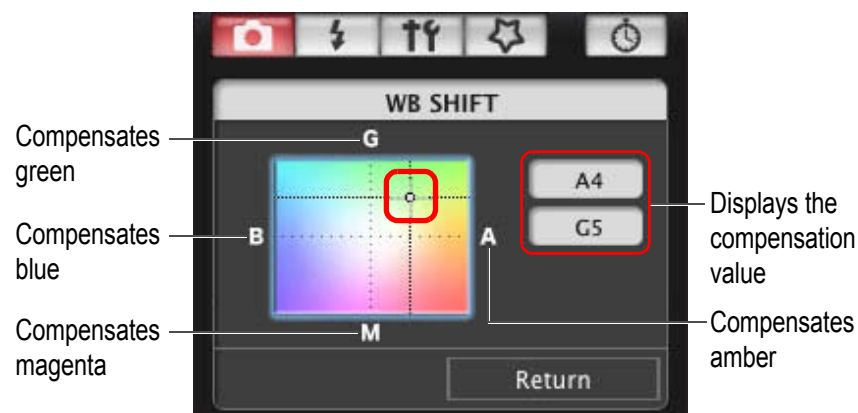 WB SHIFT
Compensates
green
G
A4
G5
Displays the
compensation
value
Compensates
blue
B
A
Compensates
magenta
M
Compensates
amber
Return